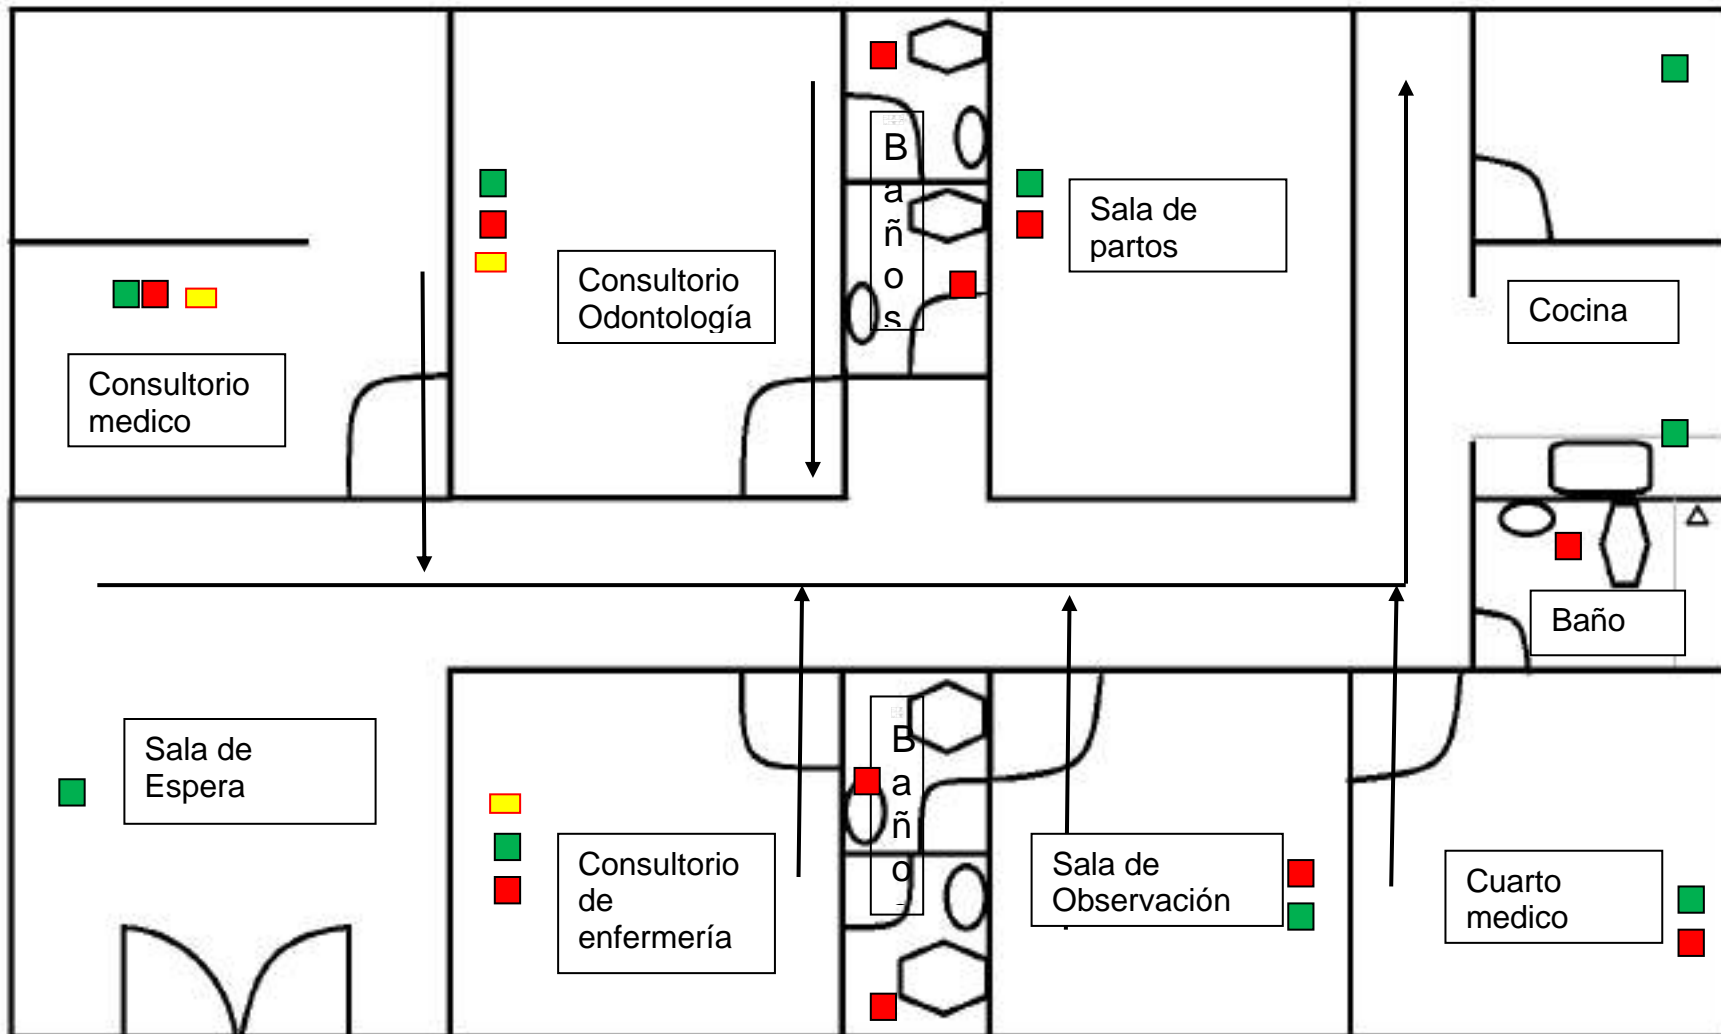 B
a
ñ
o
s
Sala de
partos
Consultorio
Odontología
Cocina
Consultorio
medico
Baño
Sala de
Espera
B
a
ñ
o
Consultorio
de
enfermería
Sala de
Observación
Cuarto
medico